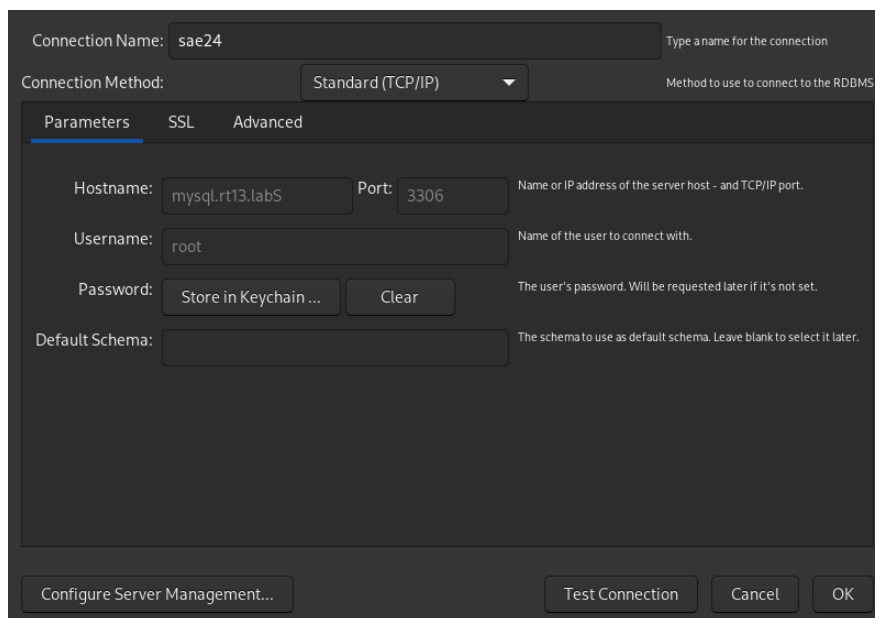 Connection Name: sae24 Type a name for the connection
Connection Method: Standard (TCP/IP) Method to use to connect to the RDBMS
Parameters SSL Advanced
Hostname: mysql.rt13.labS Port: 3306 Name or IP address of the server host - and TCP/IP port.
Username: root Name of the user to connect with.
Password: Store in Keychain ... Clear The user's password. Will be requested later if it's not set.
Default Schema: The schema to use as default schema. Leave blank to select it later.
Configure Server Management... Test Connection Cancel OK